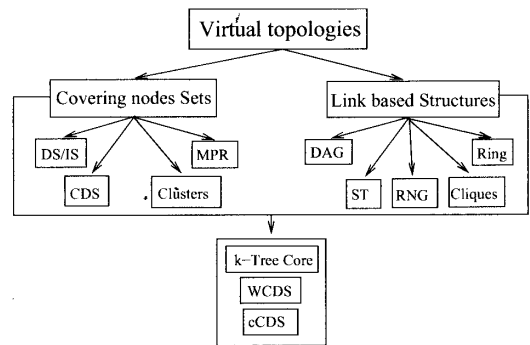 Virtual topologies
Covering nodes Sets
Link based Structures
DS/IS
MPR
CDS
Clusters
DAG
Ring
ST
RNG
Cliques
k-Tree Core
WCDS
cCDS